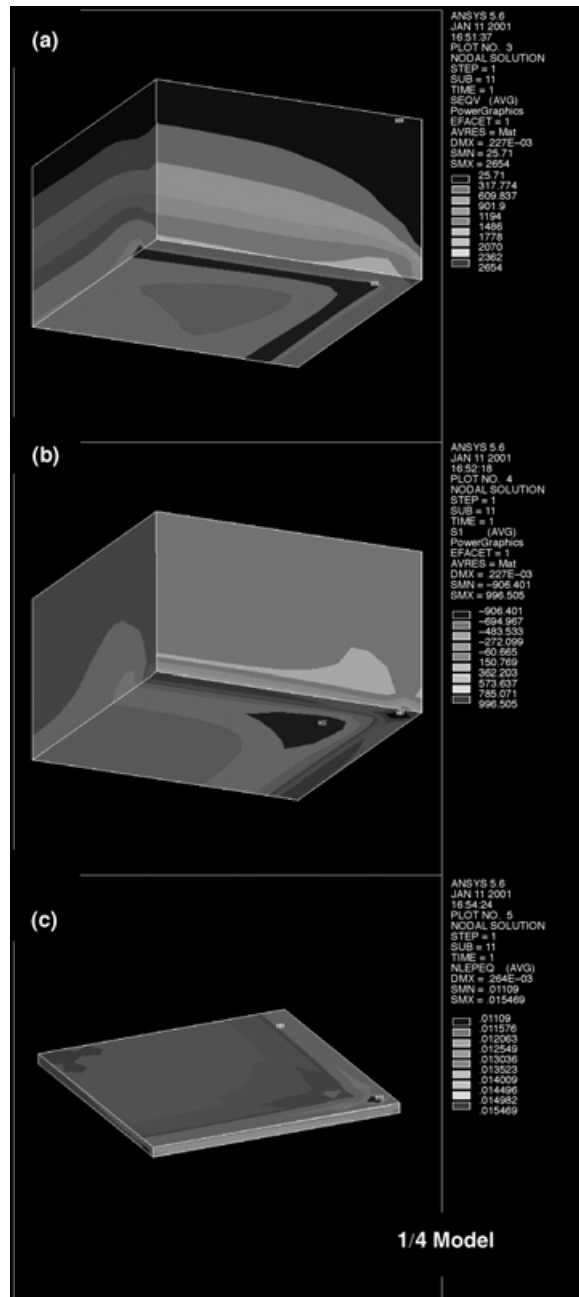 (a)
ANSYS 5.6
JAN 11 2001
16:51:37
PLOT NO. 3
NODAL SOLUTION
STEP = 1
SUB = 11
TIME = 1
SEQV (AVG)
PowerGraphics
EFACET = 1
AVRES = Mat
DMX = .227E-03
SMN = 25.71
SMX = 2654
25.71
317.774
609.837
901.9
1194
1486
1778
2070
2362
2654
(b)
ANSYS 5.6
JAN 11 2001
16:52:18
PLOT NO. 4
NODAL SOLUTION
STEP = 1
SUB = 11
TIME = 1
S1 (AVG)
PowerGraphics
EFACET = 1
AVRES = Mat
DMX = .227E-03
SMN = -906.401
SMX = 996.505
-906.401
-694.967
-483.533
-272.099
-60.665
150.769
362.203
573.637
785.071
996.505
(c)
ANSYS 5.6
JAN 11 2001
16:54:24
PLOT NO. 5
NODAL SOLUTION
STEP = 1
SUB = 11
TIME = 1
NLEPEQ (AVG)
DMX = .264E-03
SMN = .01109
SMX = .015469
.01109
.011576
.012063
.012549
.013036
.013523
.014009
.014496
.014982
.015469
1/4 Model